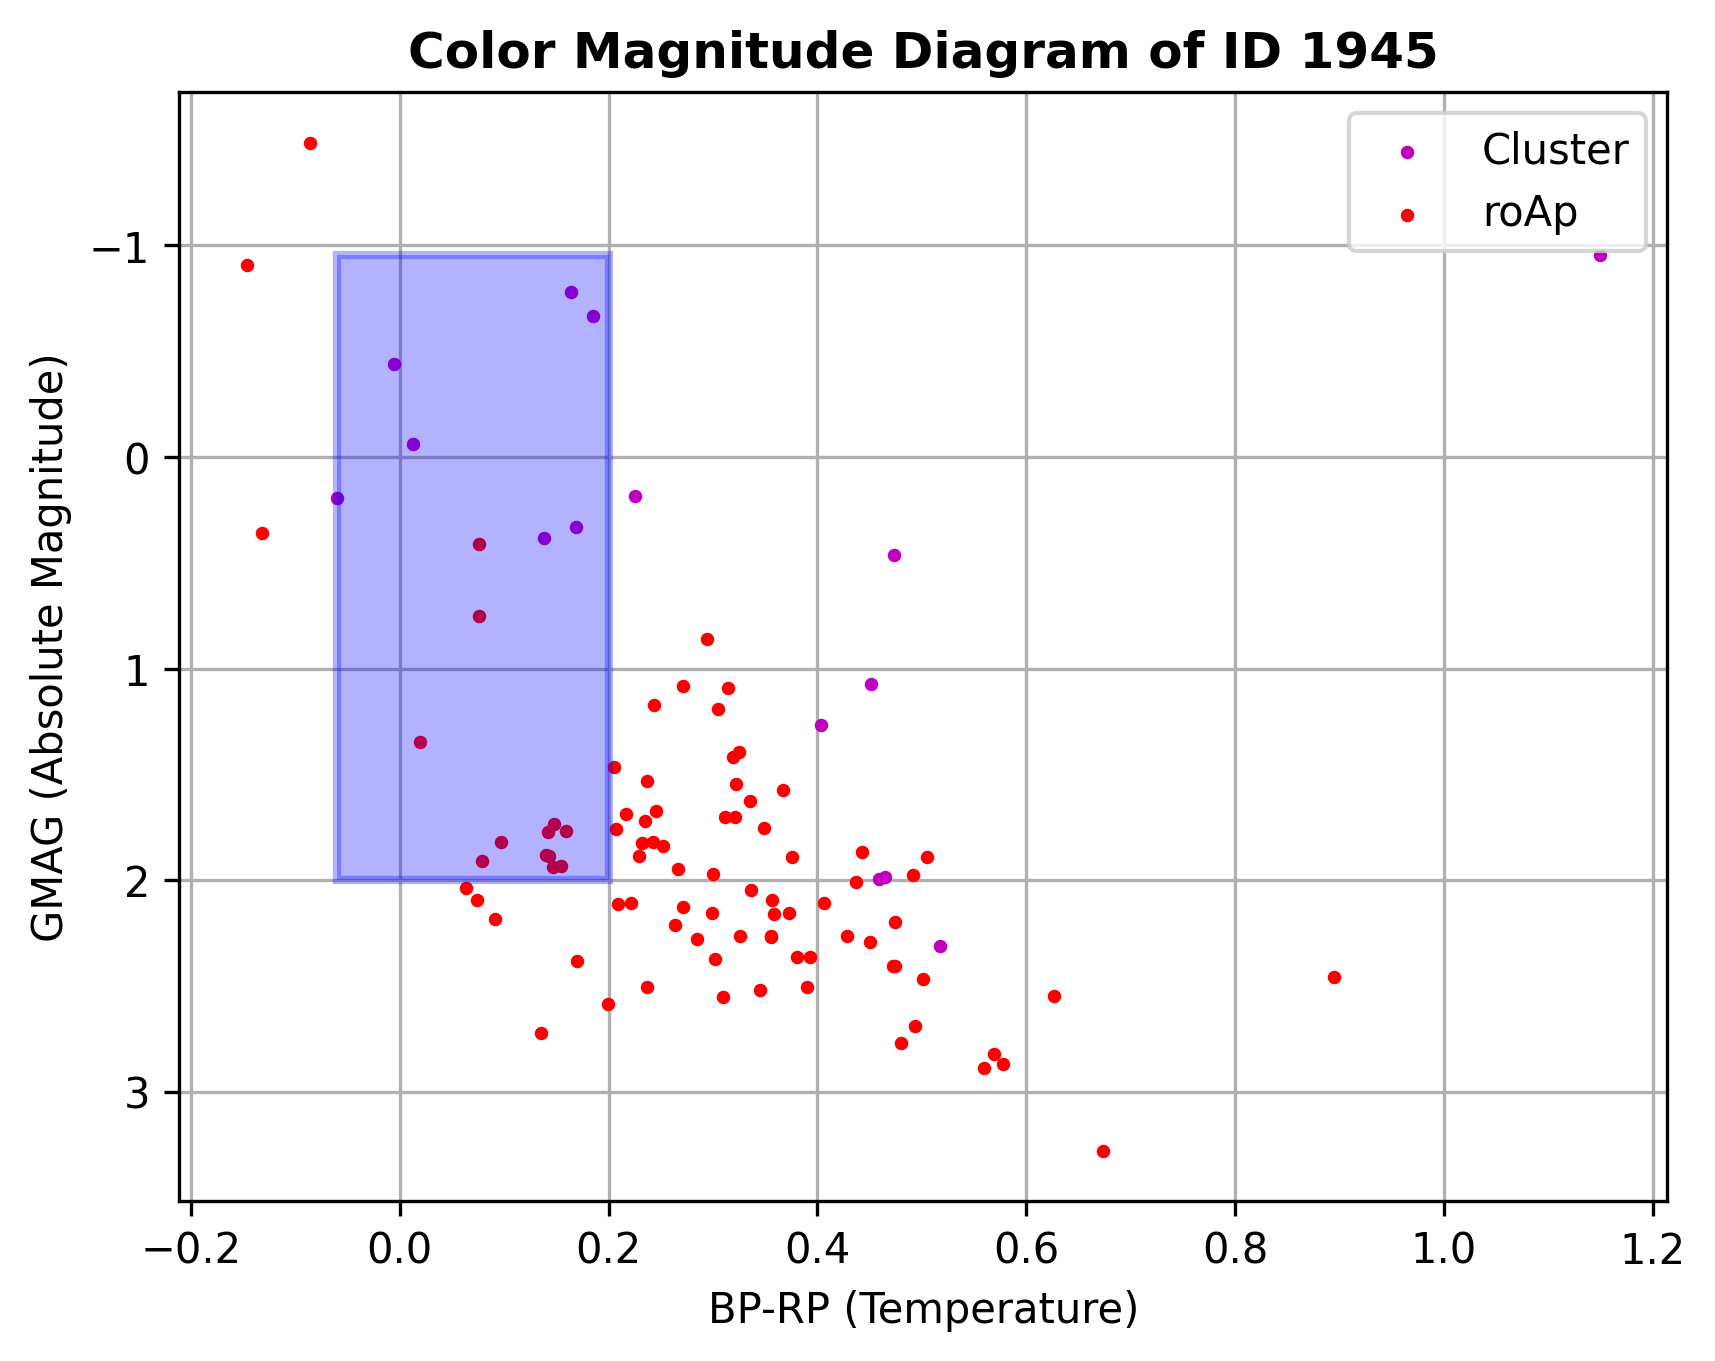 Color Magnitude Diagram of ID 1945
Cluster
roAp
GMAG (Absolute Magnitude)
−1
0
1
2
3
−0.2 0.0 0.2 0.4 0.6 0.8 1.0 1.2
BP-RP (Temperature)